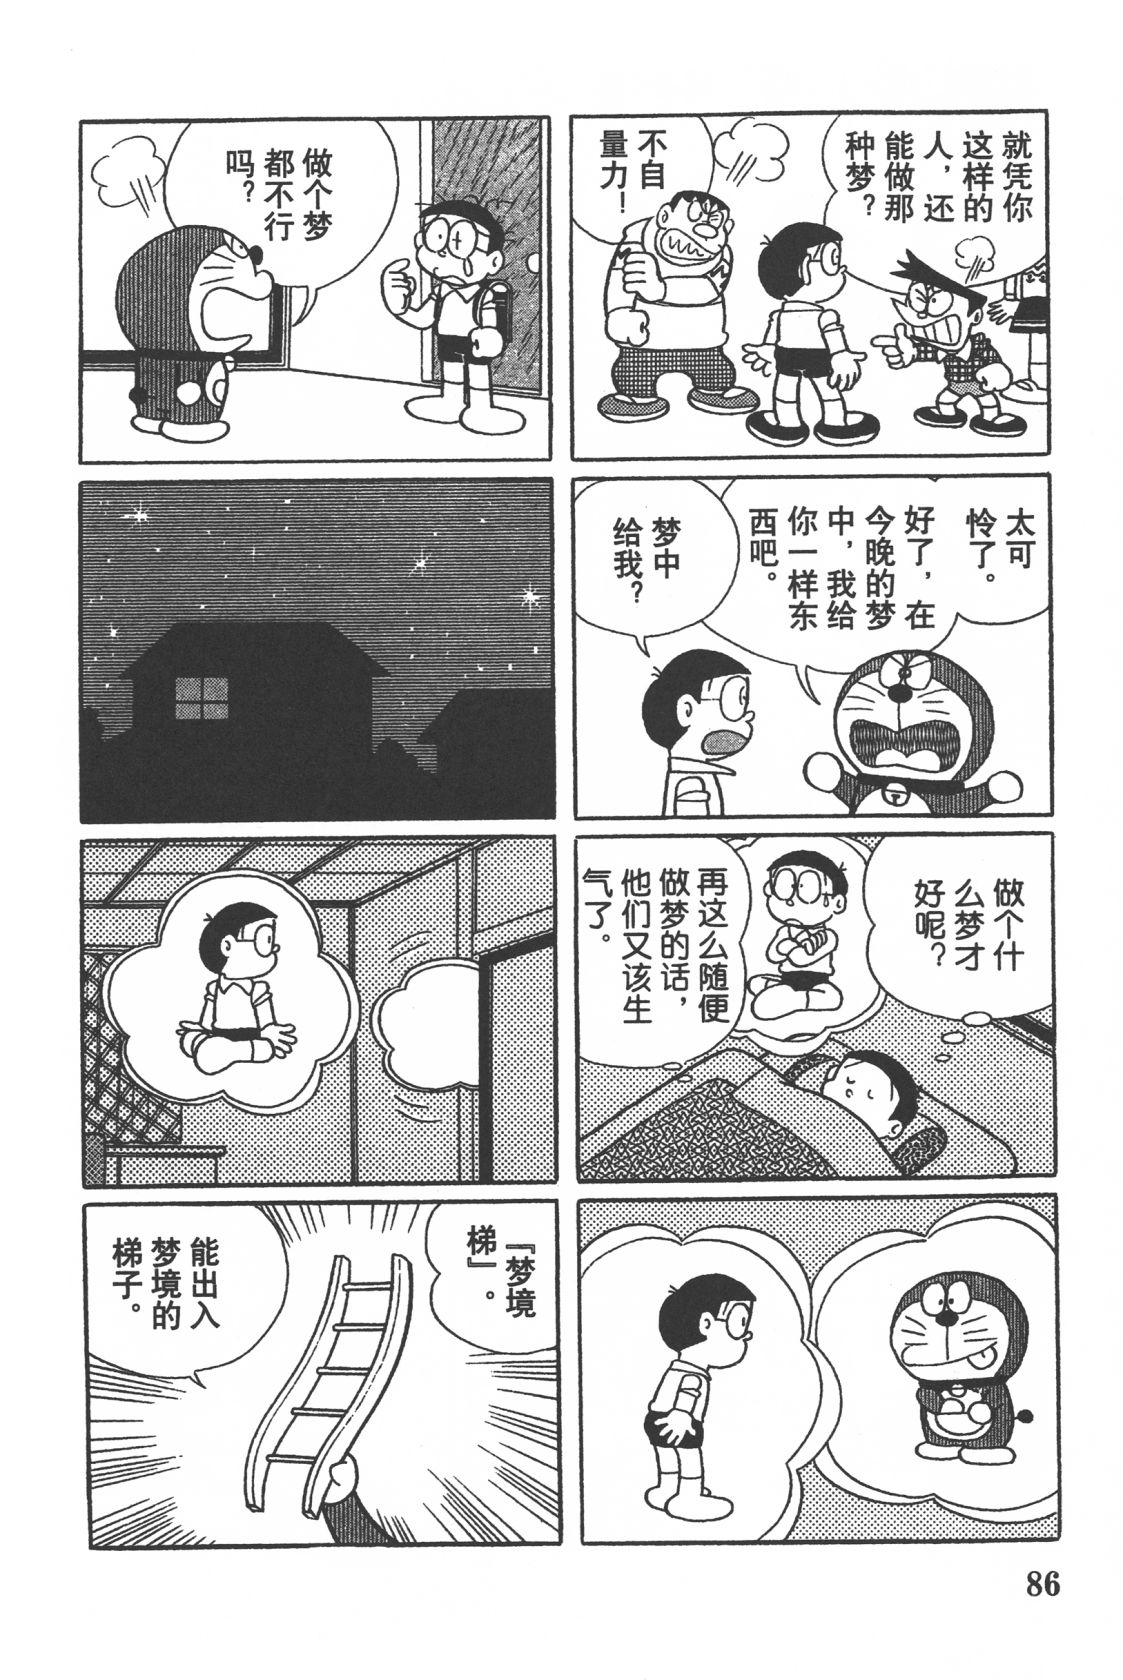 就凭你
这样的
人，还
能做那
种梦？
不自
量力！
做个梦
都不行
吗？
太可
怜了。
好了，在
今晚的梦
中，我给
你一样东
西吧。
梦中
给我？
做个什
么梦才
好呢？
再这么随便
做梦的话，
他们又该生
气了。
『梦境
梯』。
能出入
梦境的
梯子。
86